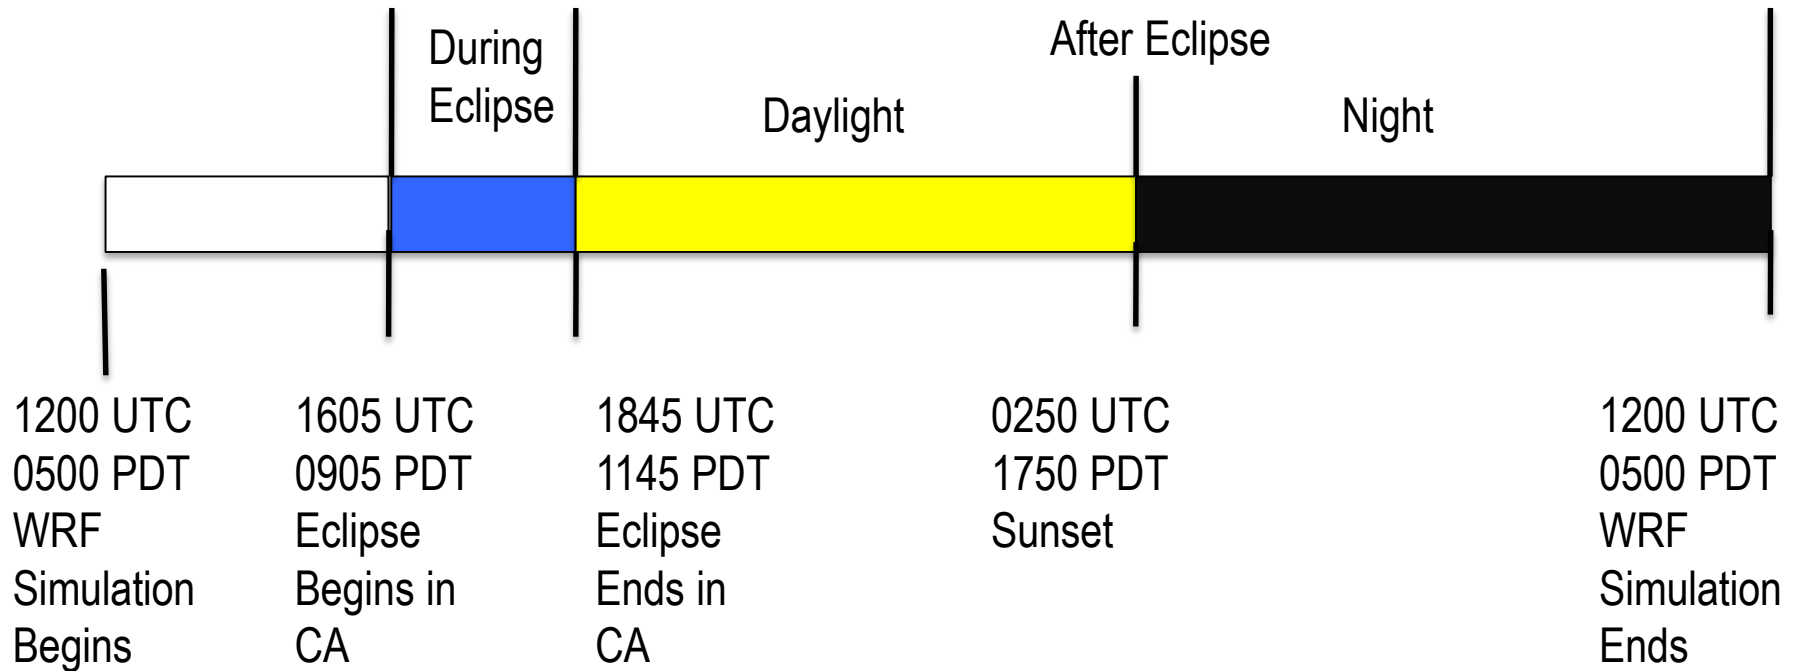 During
Eclipse
After Eclipse
Daylight
Night
1200 UTC
0500 PDT
WRF
Simulation
Begins
1605 UTC
0905 PDT
Eclipse
Begins in
CA
1845 UTC
1145 PDT
Eclipse
Ends in
CA
0250 UTC
1750 PDT
Sunset
1200 UTC
0500 PDT
WRF
Simulation
Ends